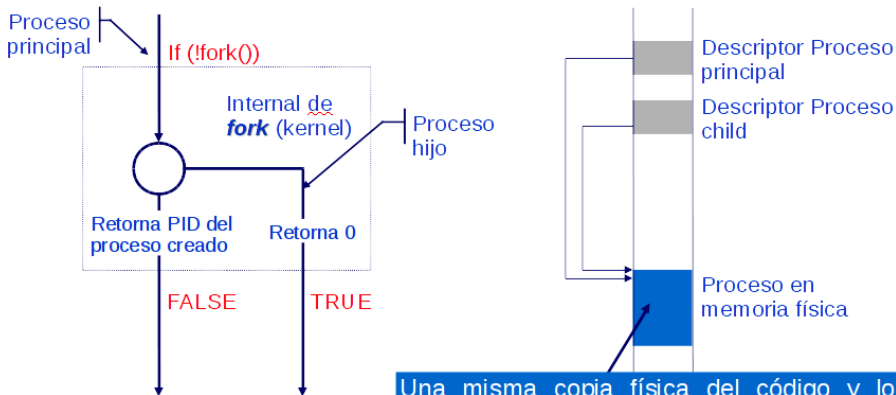 Proceso
principal
If (!fork())
Internal de
fork (kernel)
Proceso
hijo
Retorna PID del
proceso creado
Retorna 0
FALSE
TRUE
Descriptor Proceso
principal
Descriptor Proceso
child
Proceso en
memoria física
Una misma copia física del código y lo